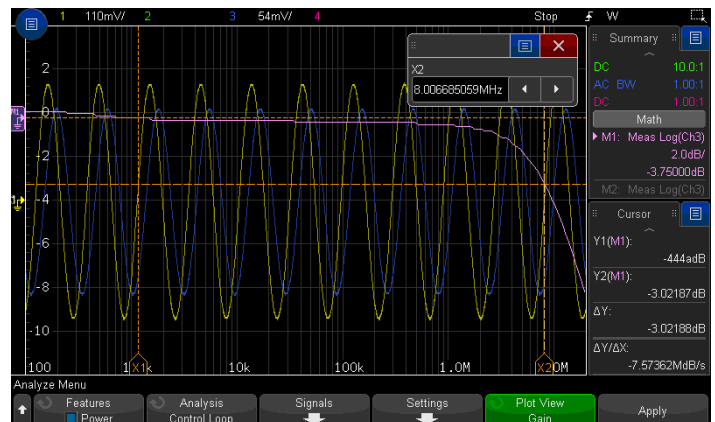 1 110mV/ 2 3 54mV/ 4 Stop W
X2
8.006685059MHz
2
0
-2
-4
-6
-8
-10
M1
100 1k 10k 100k 1.0M 10M
X1 X2
Summary
DC 10.0:1
AC BW 1.00:1
DC 1.00:1
Math
M1: Meas Log(Ch3)
2.0dB/
-3.75000dB
M2: Meas Log(Ch3)
Cursor
Y1(M1):
-444adB
Y2(M1):
-3.02187dB
ΔY:
-3.02188dB
ΔY/ΔX:
-7.57362MdB/s
Analyze Menu
Features
Power
Analysis
Control Loop
Signals
Settings
Plot View
Gain
Apply